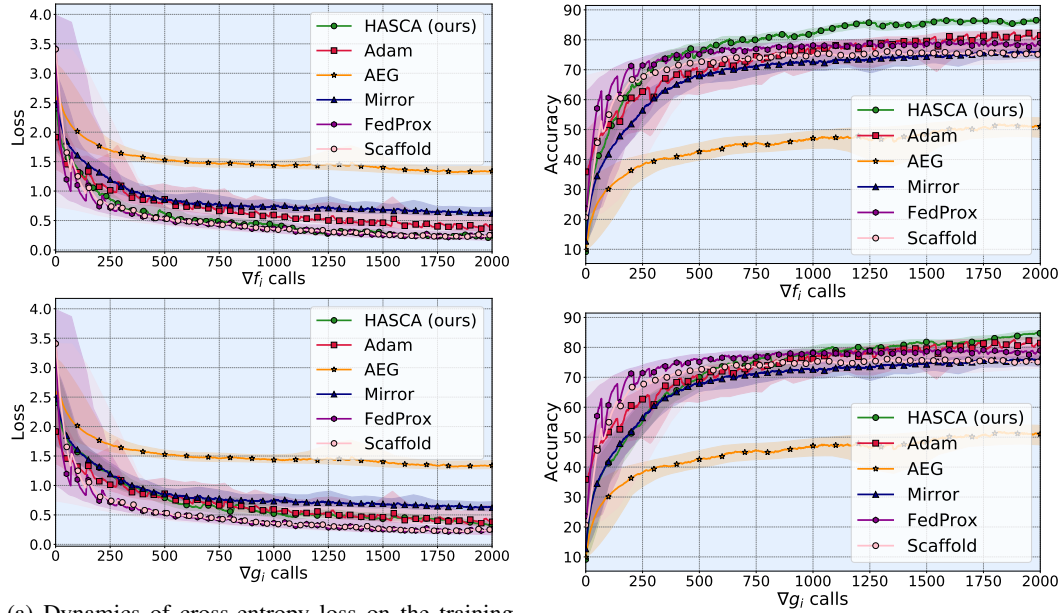 4.0
3.5
3.0
2.5
2.0
1.5
1.0
0.5
0.0
Loss
HASCA (ours)
Adam
AEG
Mirror
FedProx
Scaffold
0 250 500 750 1000 1250 1500 1750 2000
∇fᵢ calls
90
80
70
60
50
40
30
20
10
Accuracy
HASCA (ours)
Adam
AEG
Mirror
FedProx
Scaffold
0 250 500 750 1000 1250 1500 1750 2000
∇fᵢ calls
4.0
3.5
3.0
2.5
2.0
1.5
1.0
0.5
0.0
Loss
HASCA (ours)
Adam
AEG
Mirror
FedProx
Scaffold
0 250 500 750 1000 1250 1500 1750 2000
∇gᵢ calls
90
80
70
60
50
40
30
20
10
Accuracy
HASCA (ours)
Adam
AEG
Mirror
FedProx
Scaffold
0 250 500 750 1000 1250 1500 1750 2000
∇gᵢ calls
(a) Dynamics of cross-entropy loss on the training